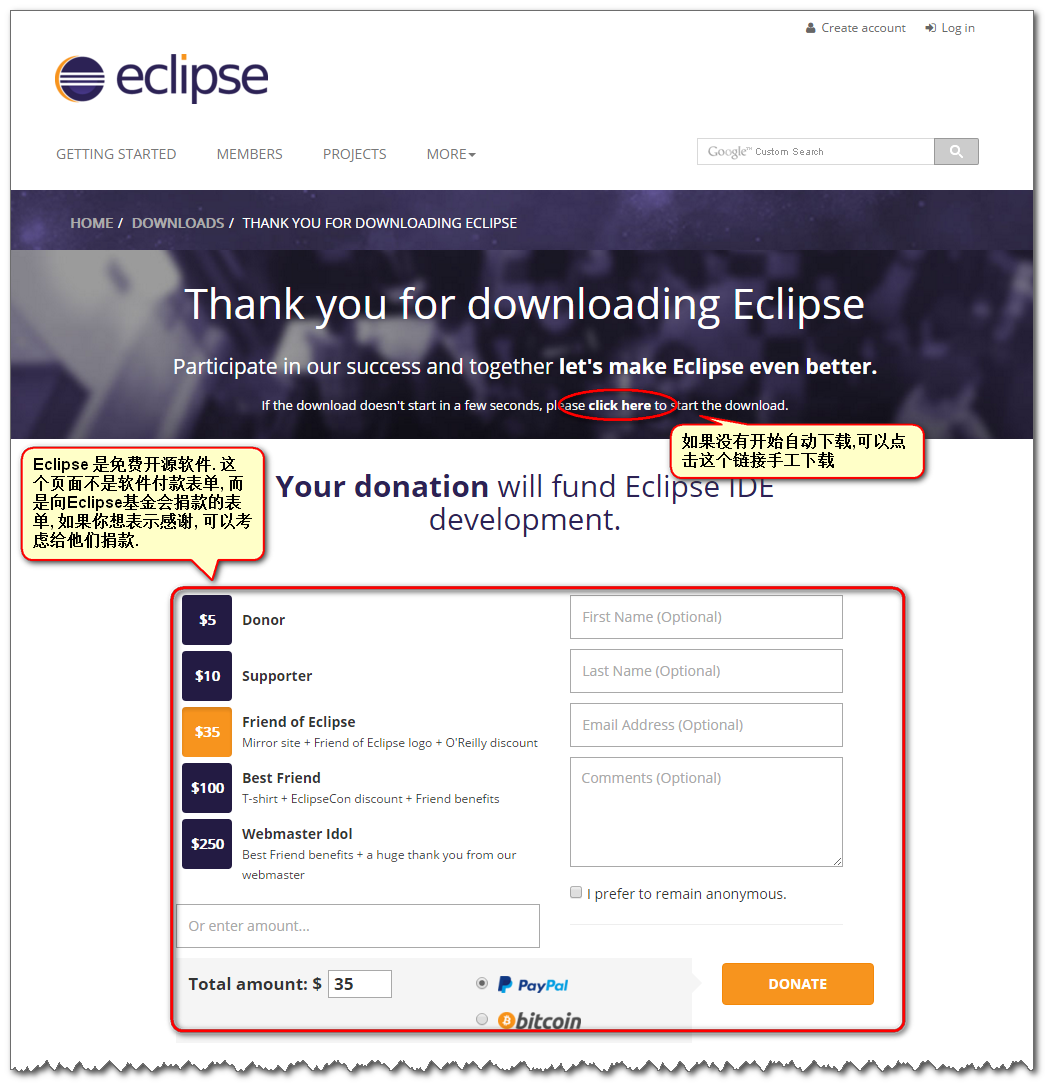 Create account
Log in
eclipse
GETTING STARTED
MEMBERS
PROJECTS
MORE
Google™ Custom Search
HOME / DOWNLOADS / THANK YOU FOR DOWNLOADING ECLIPSE
Thank you for downloading Eclipse
Participate in our success and together let's make Eclipse even better.
If the download doesn't start in a few seconds, please click here to start the download.
如果没有开始自动下载,可以点
击这个链接手工下载
Eclipse 是免费开源软件. 这
个页面不是软件付款表单, 而
是向Eclipse基金会捐款的表
单, 如果你想表示感谢, 可以考
虑给他们捐款.
Your donation will fund Eclipse IDE
development.
$5
Donor
$10
Supporter
$35
Friend of Eclipse
Mirror site + Friend of Eclipse logo + O'Reilly discount
$100
Best Friend
T-shirt + EclipseCon discount + Friend benefits
$250
Webmaster Idol
Best Friend benefits + a huge thank you from our
webmaster
Or enter amount...
First Name (Optional)
Last Name (Optional)
Email Address (Optional)
Comments (Optional)
I prefer to remain anonymous.
Total amount: $ 35
PayPal
bitcoin
DONATE